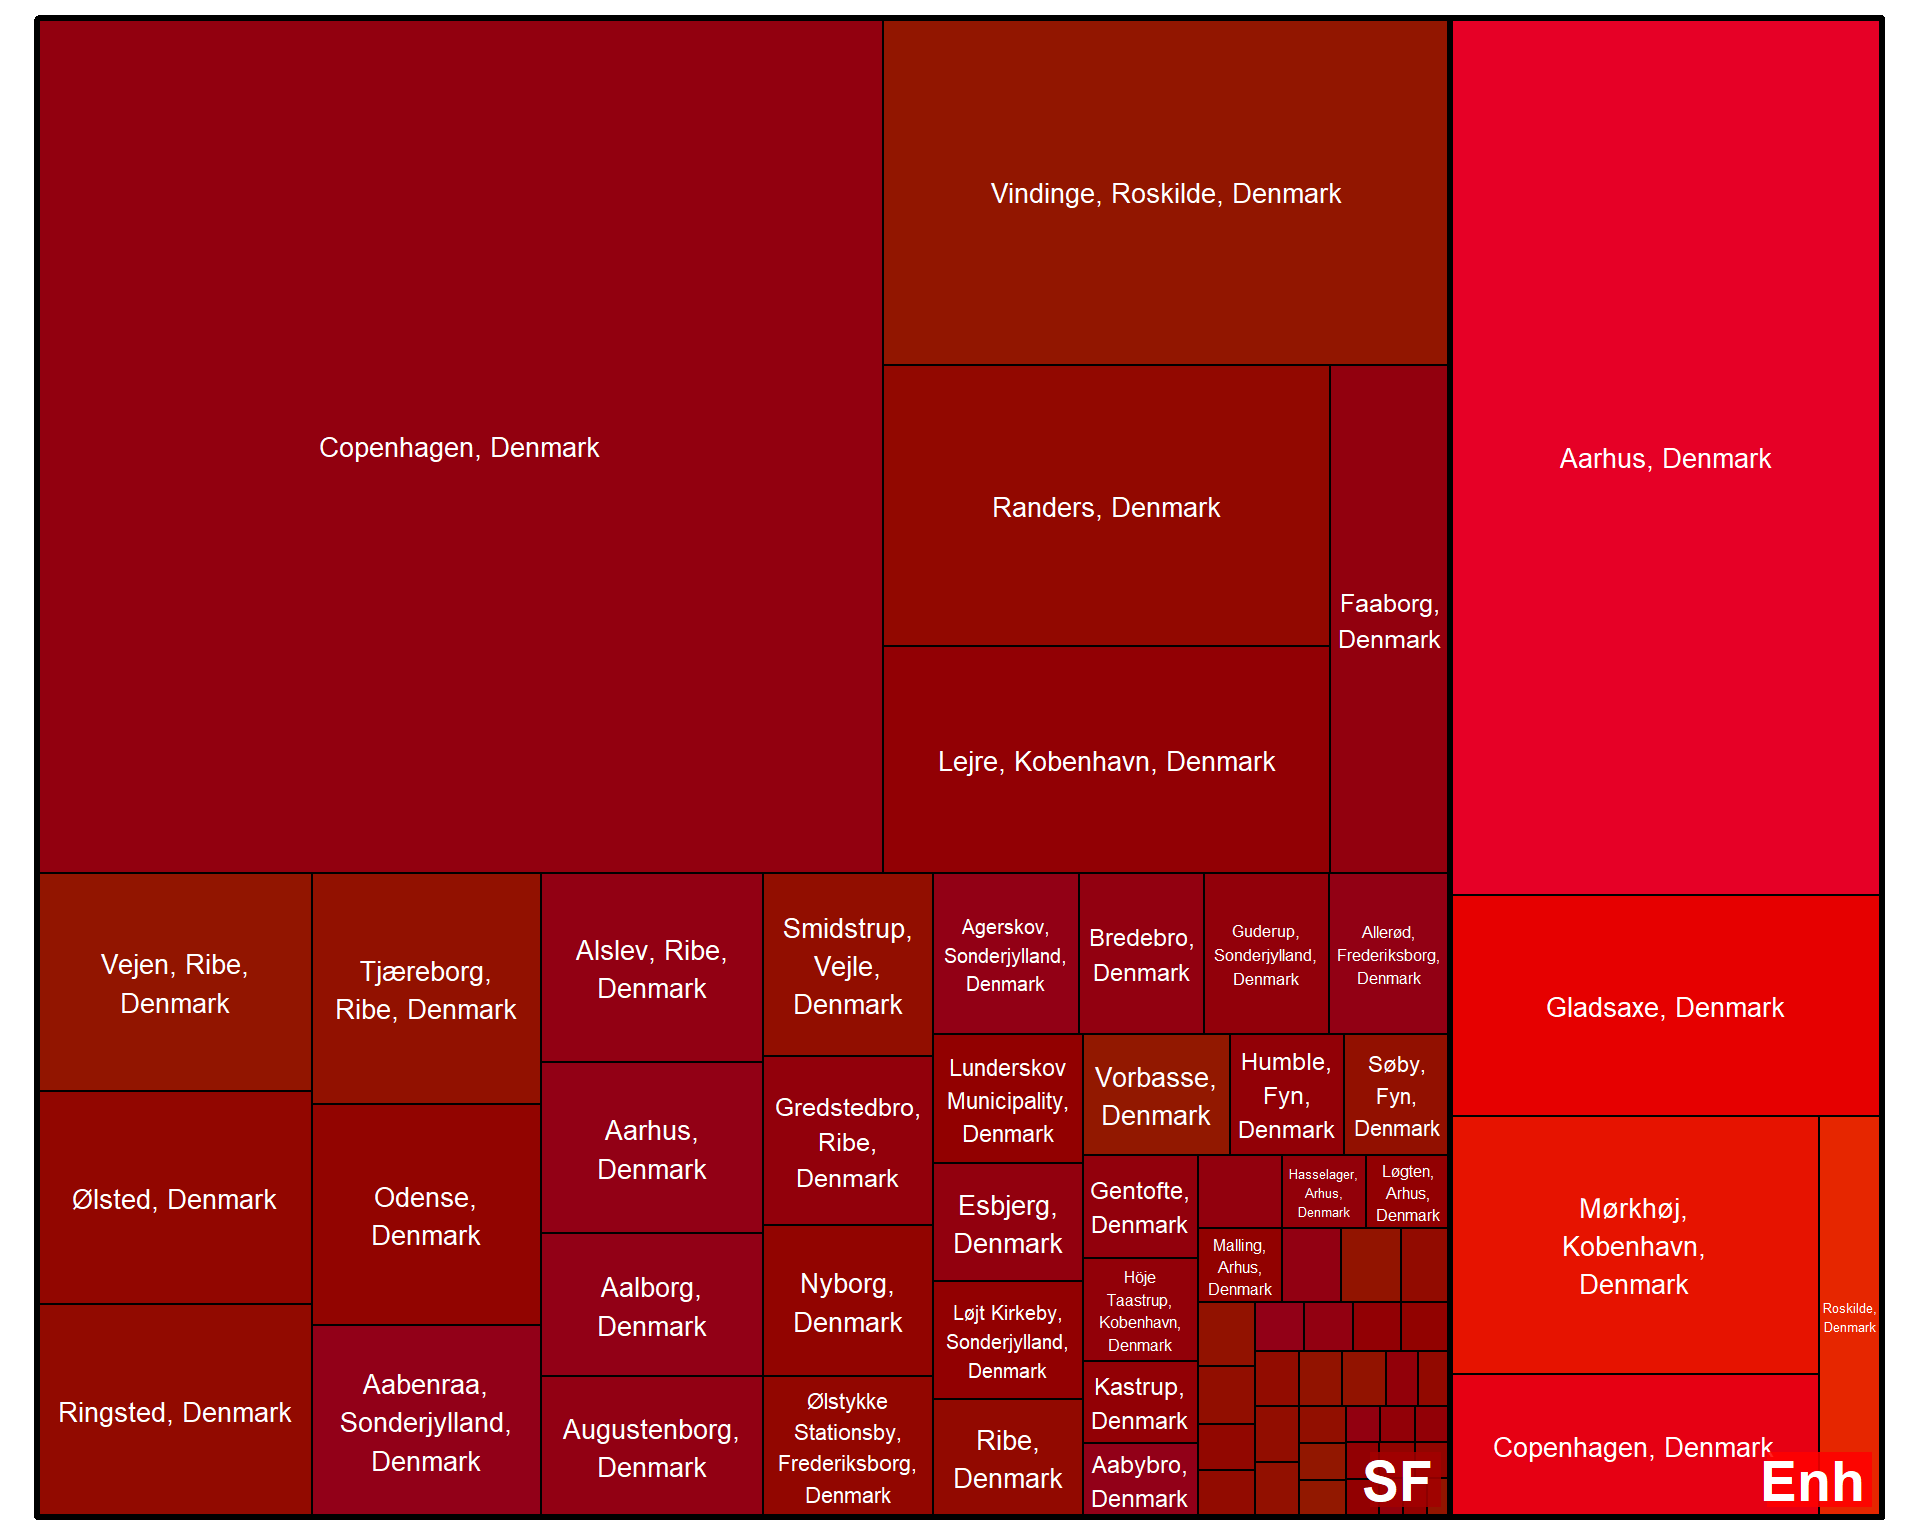 Copenhagen, Denmark
Vindinge, Roskilde, Denmark
Randers, Denmark
Lejre, Kobenhavn, Denmark
Faaborg,
Denmark
Vejen, Ribe,
Denmark
Ølsted, Denmark
Ringsted, Denmark
Tjæreborg,
Ribe, Denmark
Odense,
Denmark
Aabenraa,
Sonderjylland,
Denmark
Alslev, Ribe,
Denmark
Aarhus,
Denmark
Aalborg,
Denmark
Augustenborg,
Denmark
Smidstrup,
Vejle,
Denmark
Gredstedbro,
Ribe,
Denmark
Nyborg,
Denmark
Ølstykke
Stationsby,
Frederiksborg,
Denmark
Agerskov,
Sonderjylland,
Denmark
Bredebro,
Denmark
Guderup,
Sonderjylland,
Denmark
Allerød,
Frederiksborg,
Denmark
Lunderskov
Municipality,
Denmark
Esbjerg,
Denmark
Løjt Kirkeby,
Sonderjylland,
Denmark
Ribe,
Denmark
Vorbasse,
Denmark
Humble,
Fyn,
Denmark
Søby,
Fyn,
Denmark
Gentofte,
Denmark
Höje
Taastrup,
Kobenhavn,
Denmark
Kastrup,
Denmark
Aabybro,
Denmark
Hasselager,
Arhus,
Denmark
Løgten,
Arhus,
Denmark
Malling,
Arhus,
Denmark
SF
Aarhus, Denmark
Gladsaxe, Denmark
Mørkhøj,
Kobenhavn,
Denmark
Roskilde,
Denmark
Copenhagen, Denmark
Enh